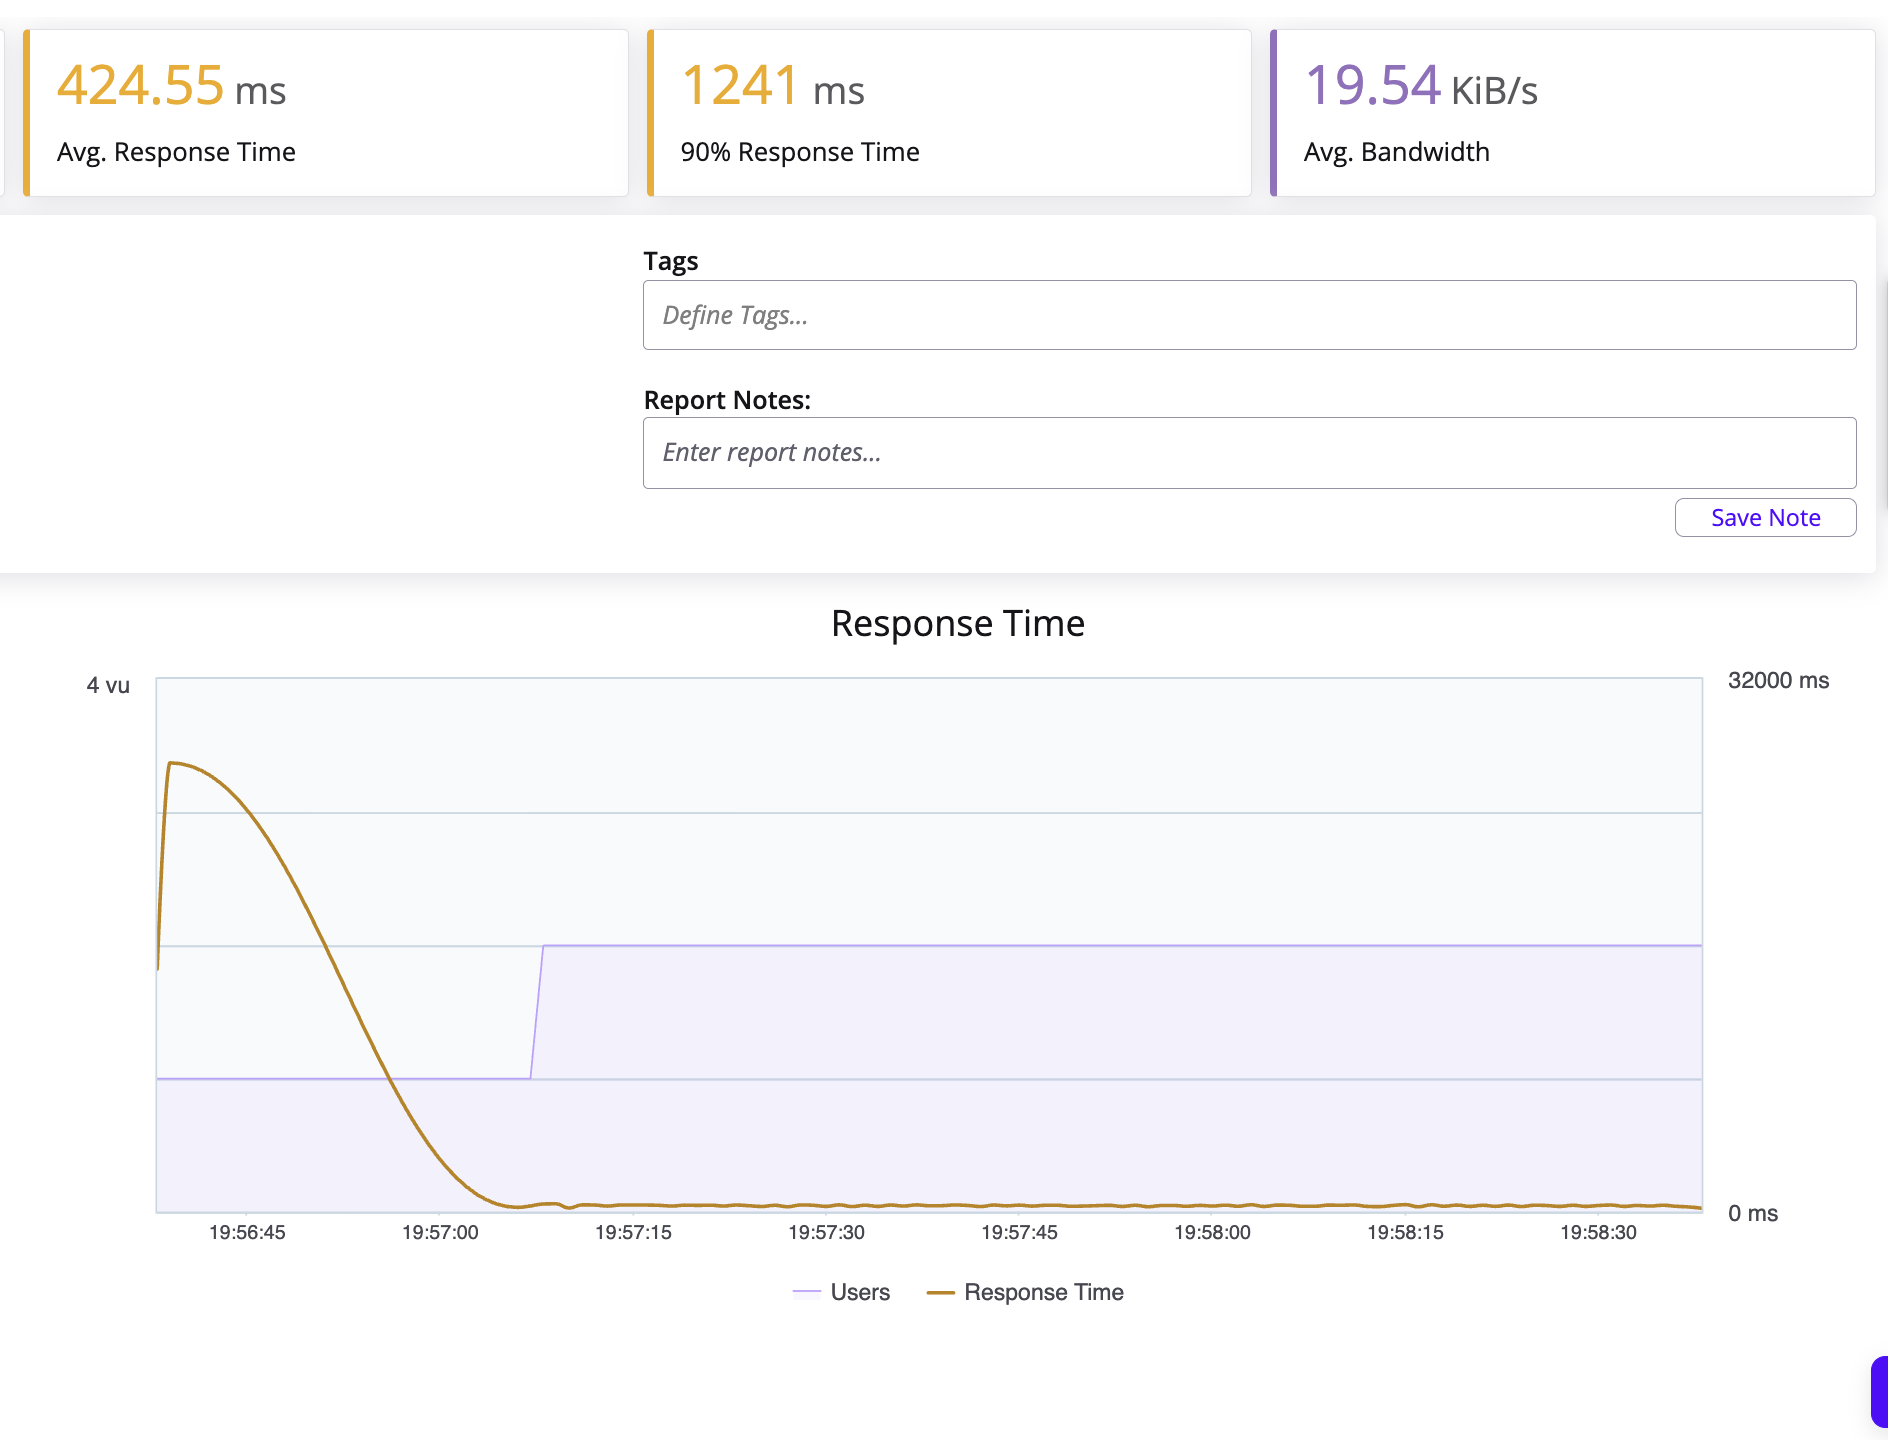 424.55 ms
Avg. Response Time
1241 ms
90% Response Time
19.54 KiB/s
Avg. Bandwidth
Tags
Define Tags...
Report Notes:
Enter report notes...
Save Note
Response Time
4 vu
32000 ms
0 ms
19:56:45 19:57:00 19:57:15 19:57:30 19:57:45 19:58:00 19:58:15 19:58:30
Users Response Time